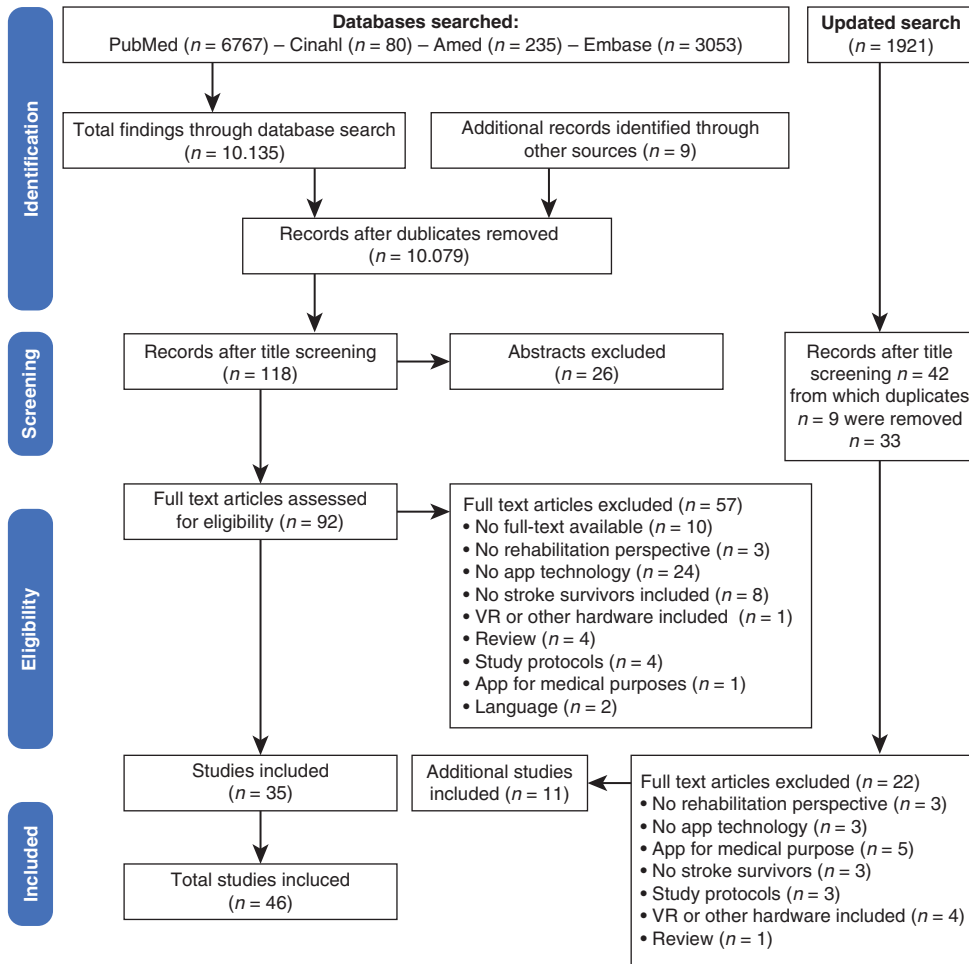 Databases searched:
PubMed (n = 6767) – Cinahl (n = 80) – Amed (n = 235) – Embase (n = 3053)
Updated search
(n = 1921)
Identification
Total findings through database search
(n = 10.135)
Additional records identified through
other sources (n = 9)
Records after dublicates removed
(n = 10.079)
Screening
Records after title screening
(n = 118)
Abstracts excluded
(n = 26)
Records after title
screening n = 42
from which duplicates
n = 9 were removed
n = 33
Eligibility
Full text articles assessed
for eligibility (n = 92)
Full text articles excluded (n = 57)
• No full-text available (n = 10)
• No rehabilitation perspective (n = 3)
• No app technology (n = 24)
• No stroke survivors included (n = 8)
• VR or other hardware included (n = 1)
• Review (n = 4)
• Study protocols (n = 4)
• App for medical purposes (n = 1)
• Language (n = 2)
Included
Studies included
(n = 35)
Additional studies
included (n = 11)
Full text articles excluded (n = 22)
• No rehabilitation perspective (n = 3)
• No app technology (n = 3)
• App for medical purpose (n = 5)
• No stroke survivors (n = 3)
• Study protocols (n = 3)
• VR or other hardware included (n = 4)
• Review (n = 1)
Total studies incluced
(n = 46)